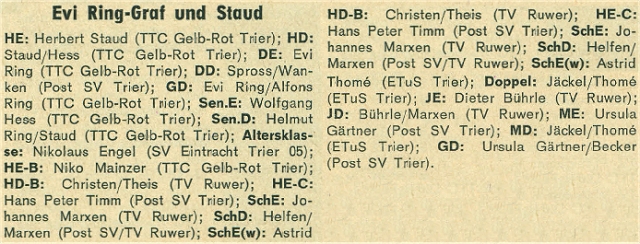 Evi Ring-Graf und Staud
HE: Herbert Staud (TTC Gelb-Rot Trier); HD:
Staud/Hess (TTC Gelb-Rot Trier); DE: Evi
Ring (TTC Gelb-Rot Trier); DD: Spross/Wan-
ken (Post SV Trier); GD: Evi Ring/Alfons
Ring (TTC Gelb-Rot Trier); Sen.E: Wolfgang
Hess (TTC Gelb-Rot Trier); Sen.D: Helmut
Ring/Staud (TTC Gelb-Rot Trier); Altersklas-
se: Nikolaus Engel (SV Eintracht Trier 05);
HE-B: Niko Mainzer (TTC Gelb-Rot Trier);
HD-B: Christen/Theis (TV Ruwer); HE-C:
Hans Peter Timm (Post SV Trier); SchE: Jo-
hannes Marxen (TV Ruwer); SchD: Helfen/
Marxen (Post SV/TV Ruwer); SchE(w): Astrid
HD-B: Christen/Theis (TV Ruwer); HE-C:
Hans Peter Timm (Post SV Trier); SchE: Jo-
hannes Marxen (TV Ruwer); SchD: Helfen/
Marxen (Post SV/TV Ruwer); SchE(w): Astrid
Thomé (ETuS Trier); Doppel: Jäckel/Thomé
(ETuS Trier); JE: Dieter Bührle (TV Ruwer);
JD: Bührle/Marxen (TV Ruwer); ME: Ursula
Gärtner (Post SV Trier); MD: Jäckel/Thomé
(ETuS Trier); GD: Ursula Gärtner/Becker
(Post SV Trier).